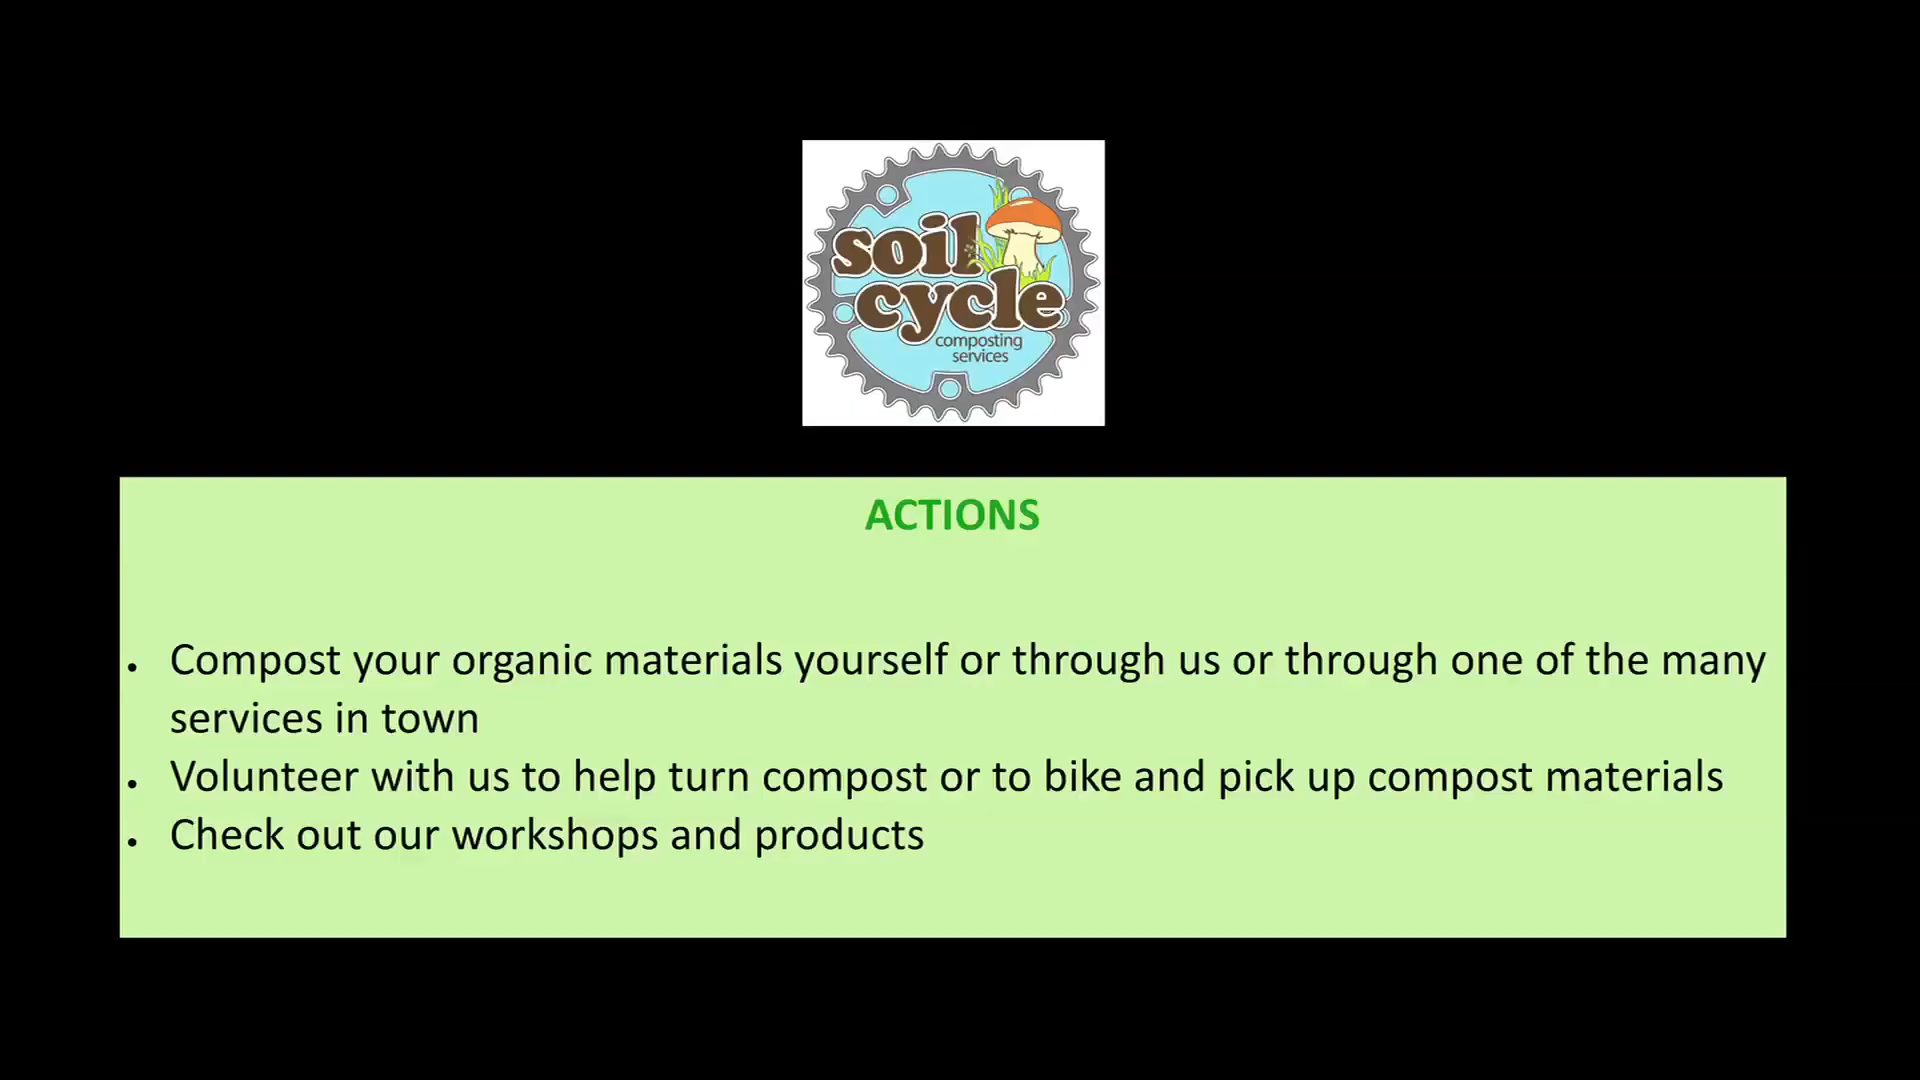 soil
cycle
composting
services
ACTIONS
• Compost your organic materials yourself or through us or through one of the many
services in town
• Volunteer with us to help turn compost or to bike and pick up compost materials
• Check out our workshops and products